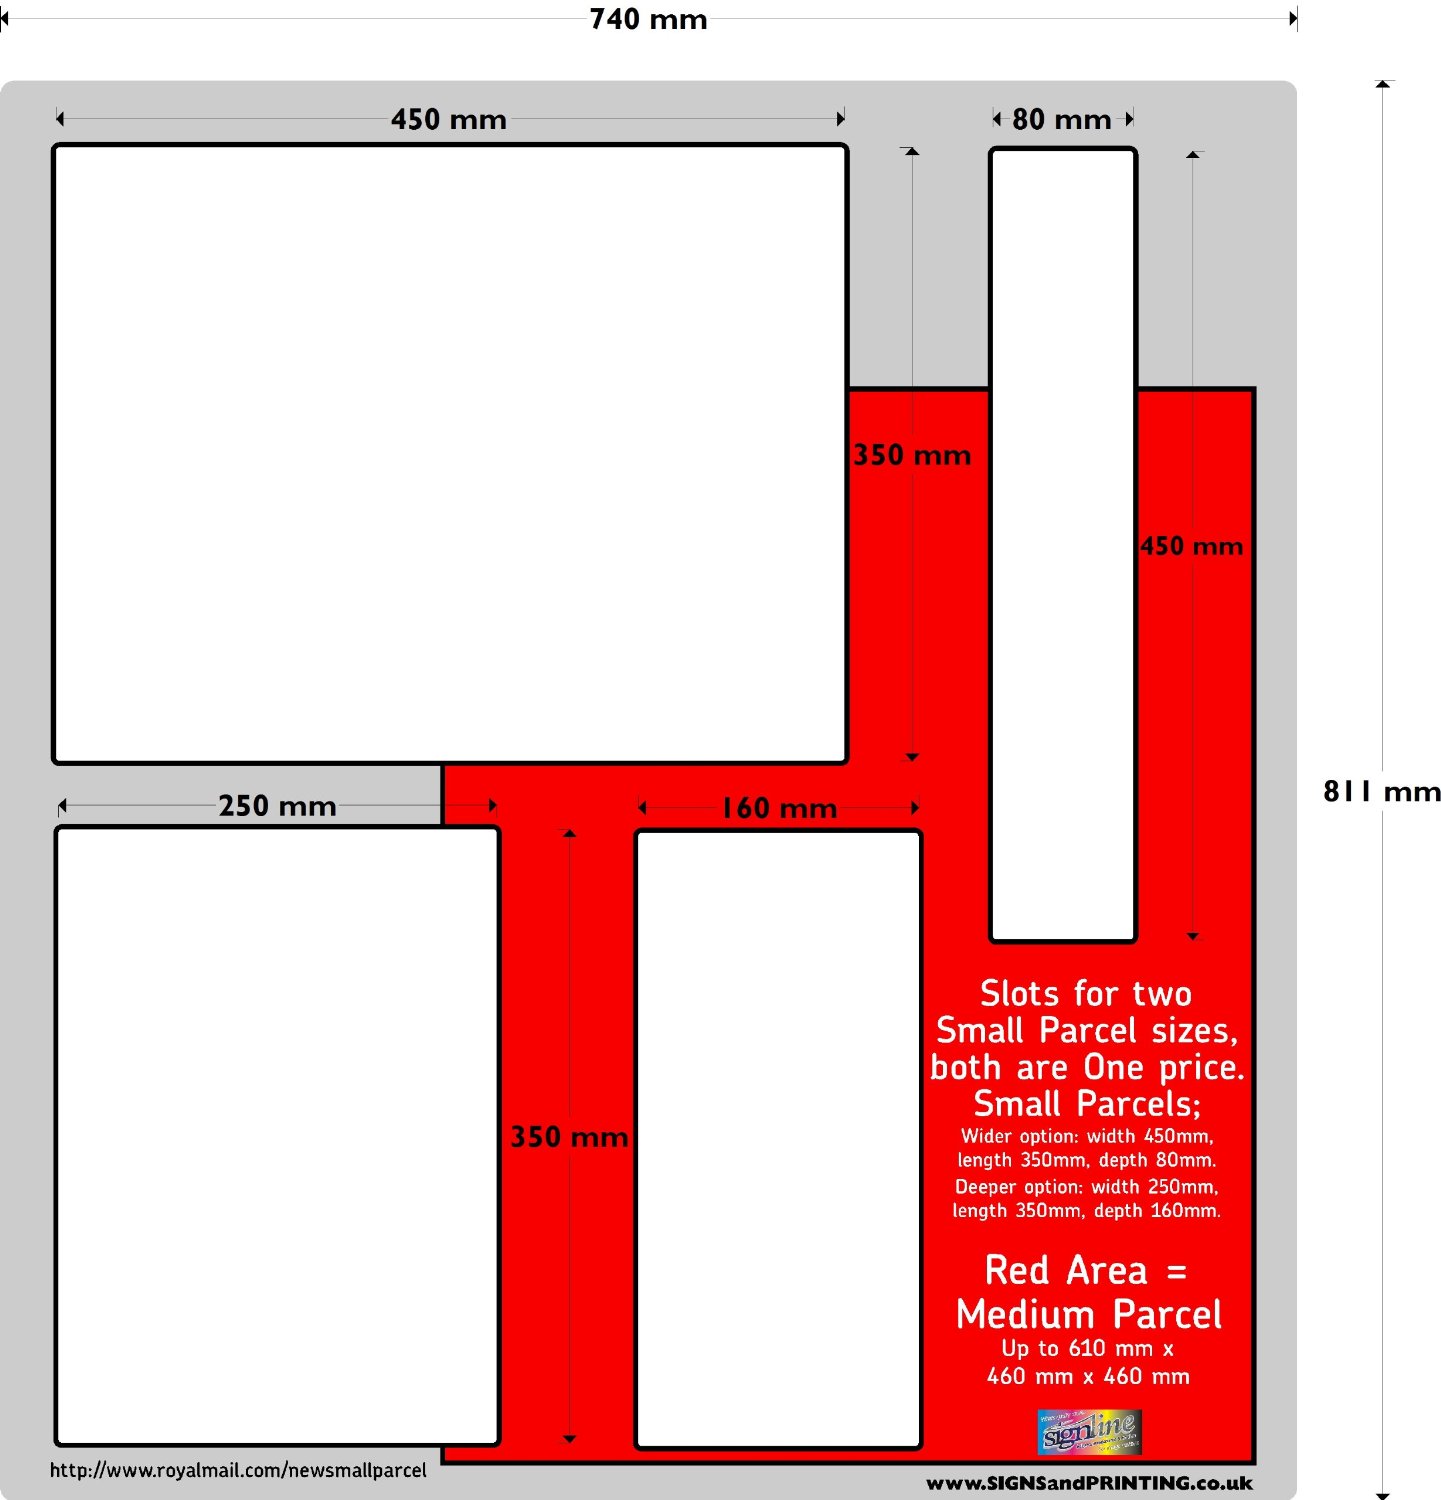 740 mm
450 mm
80 mm
350 mm
450 mm
811 mm
250 mm
160 mm
350 mm
Slots for two
Small Parcel sizes,
both are One price.
Small Parcels;
Wider option: width 450mm,
length 350mm, depth 80mm.
Deeper option: width 250mm,
length 350mm, depth 160mm.
Red Area =
Medium Parcel
Up to 610 mm x
460 mm x 460 mm
signline
http://www.royalmail.com/newsmallparcel
www.SIGNSandPRINTING.co.uk